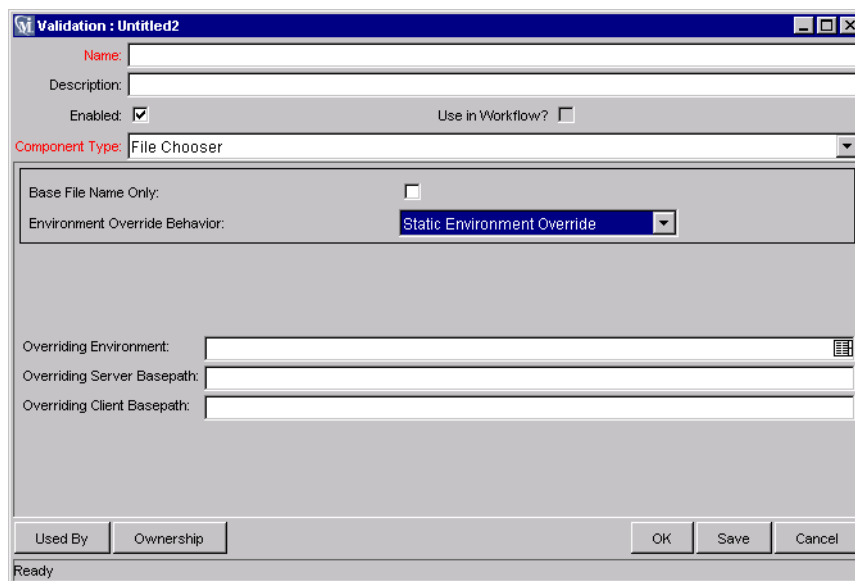 Validation : Untitled2
Name:
Description:
Enabled: Use in Workflow?
Component Type: File Chooser
Base File Name Only:
Environment Override Behavior: Static Environment Override
Overriding Environment:
Overriding Server Basepath:
Overriding Client Basepath:
Used By Ownership OK Save Cancel
Ready